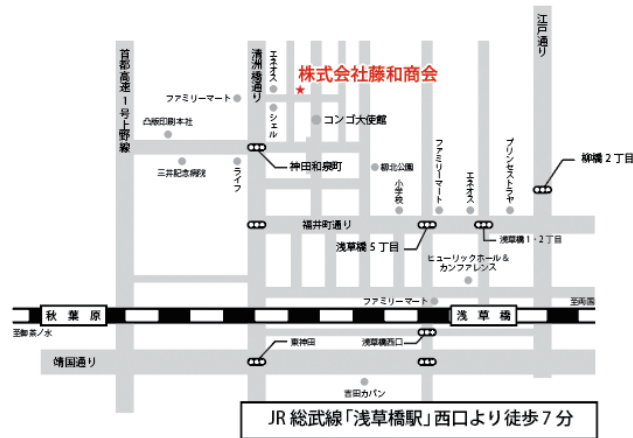 首都高速1号上野線
清洲橋通り
江戸通り
エネオス
株式会社藤和商会
ファミリーマート
シェル
凸版印刷本社
コンゴ大使館
三井記念病院
ライフ
神田和泉町
柳北公園
小学校
ファミリーマート
エネオス
プリンセストラヤ
柳橋2丁目
福井町通り
浅草橋5丁目
浅草橋1・2丁目
ヒューリックホール&
カンファレンス
ファミリーマート
至両国
秋葉原
浅草橋
至御茶ノ水
東神田
浅草橋西口
靖国通り
吉田カバン
JR総武線「浅草橋駅」西口より徒歩7分